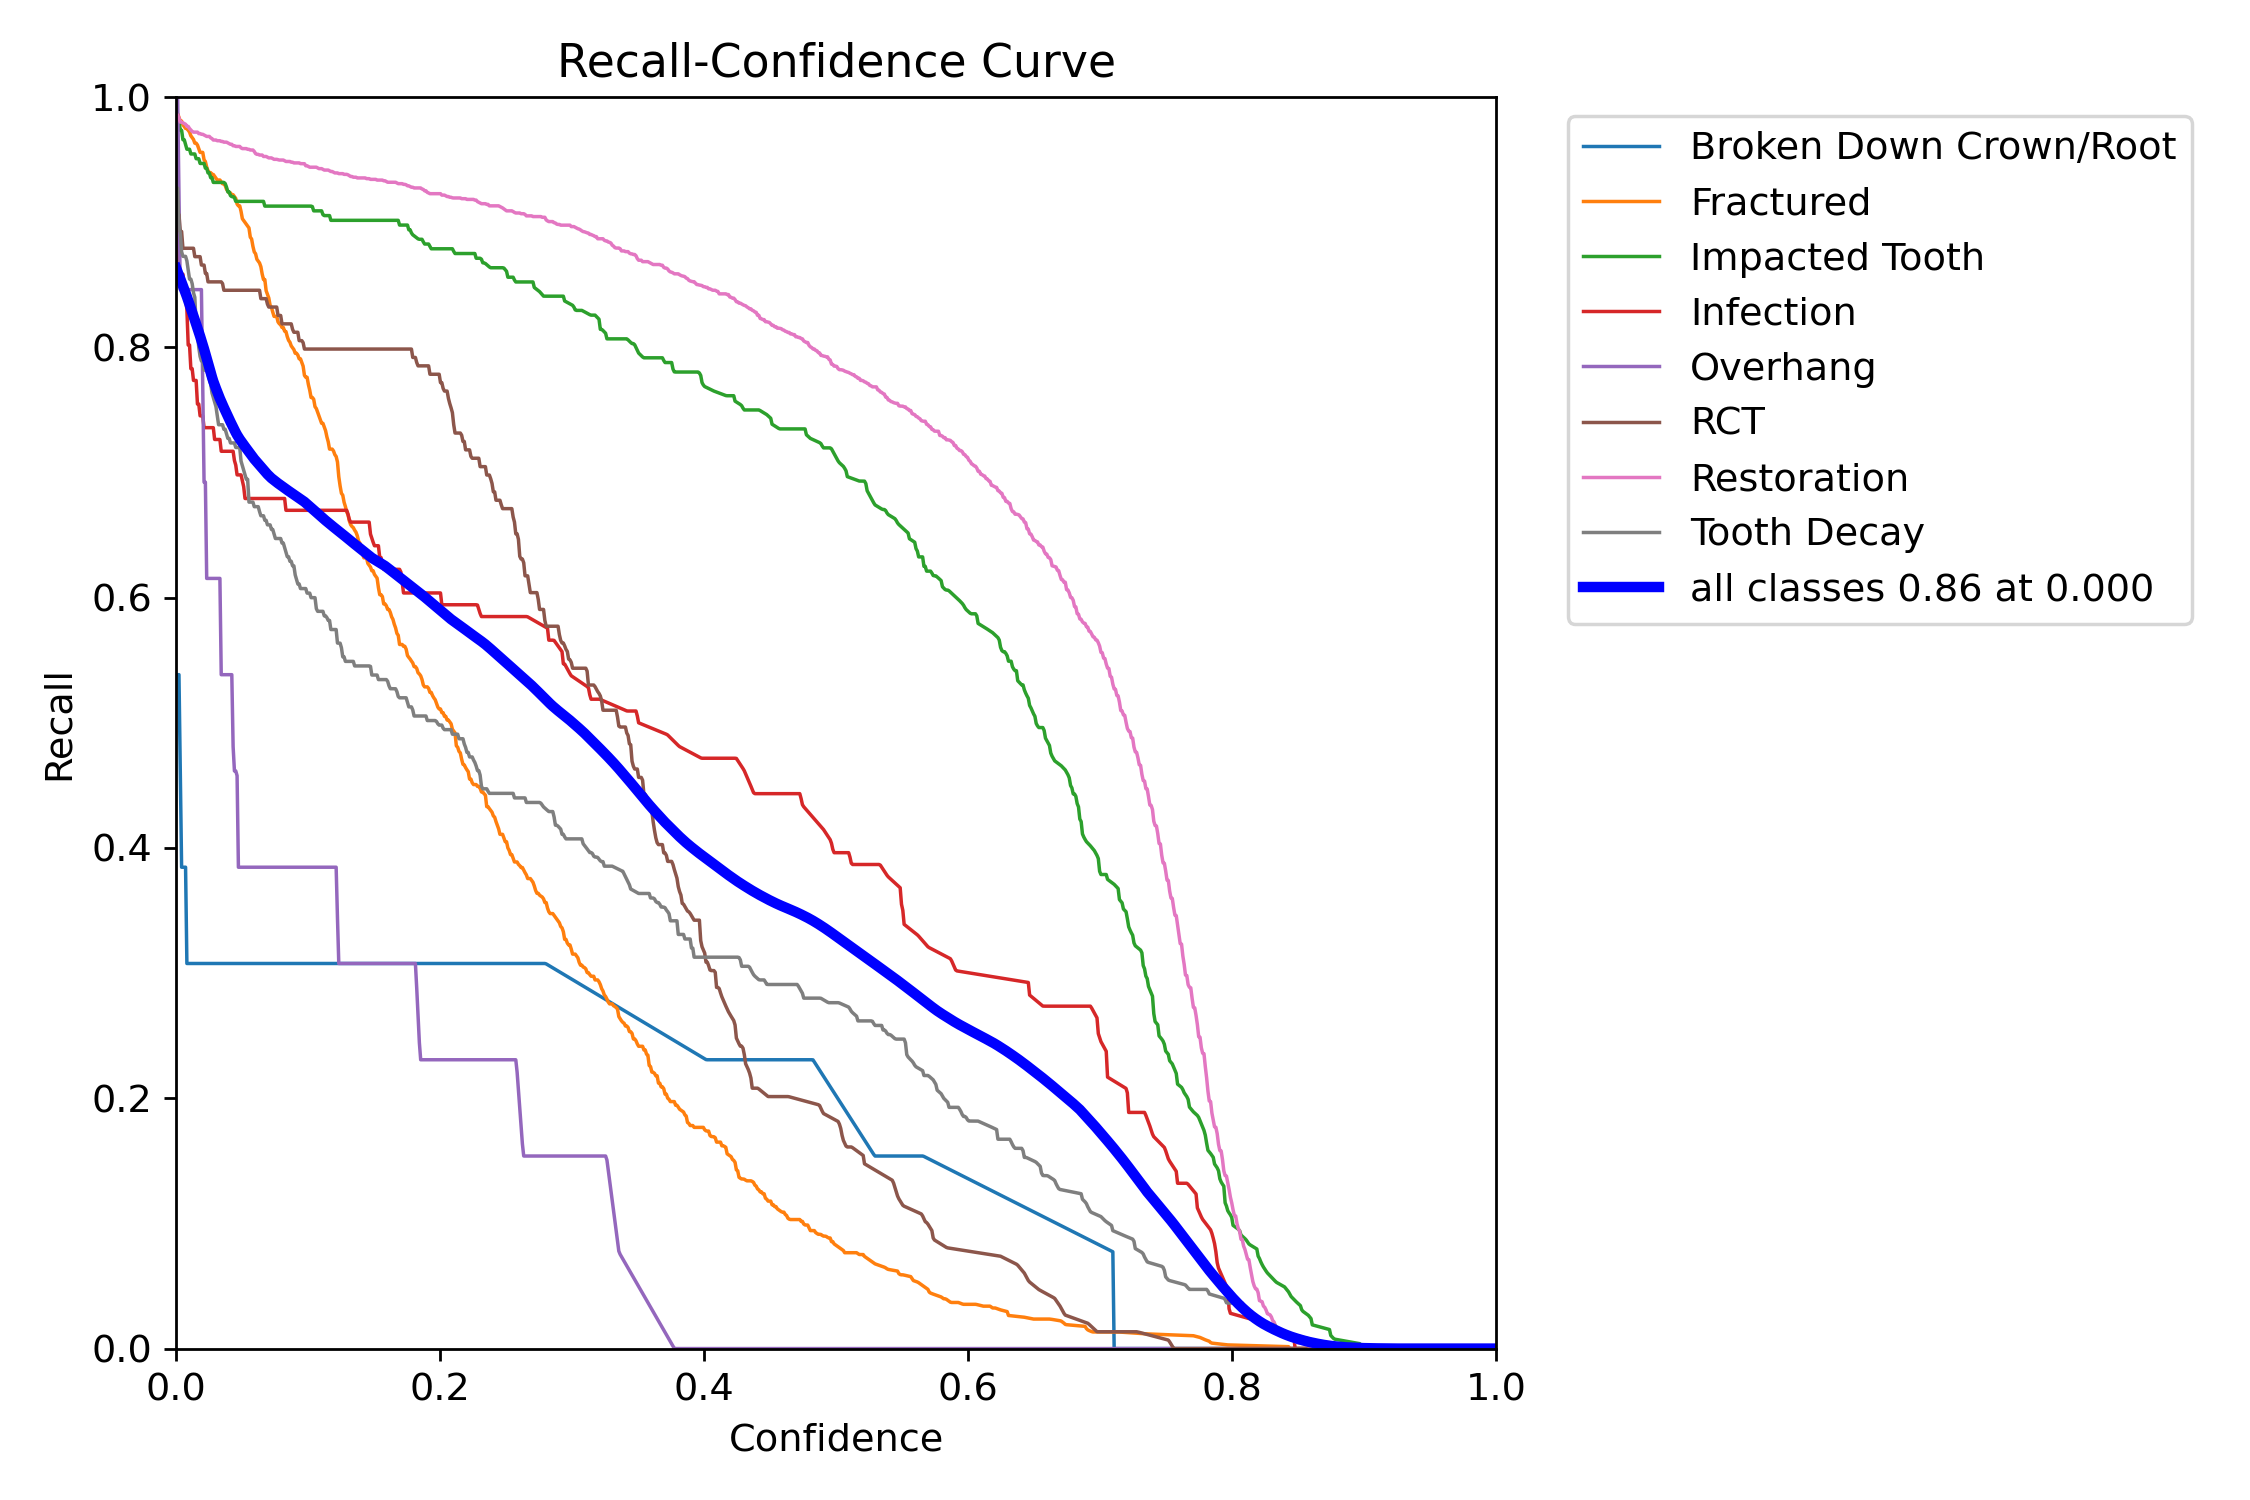 Recall-Confidence Curve
1.0
0.8
0.6
0.4
0.2
0.0
Recall
0.0 0.2 0.4 0.6 0.8 1.0
Confidence
Broken Down Crown/Root
Fractured
Impacted Tooth
Infection
Overhang
RCT
Restoration
Tooth Decay
all classes 0.86 at 0.000